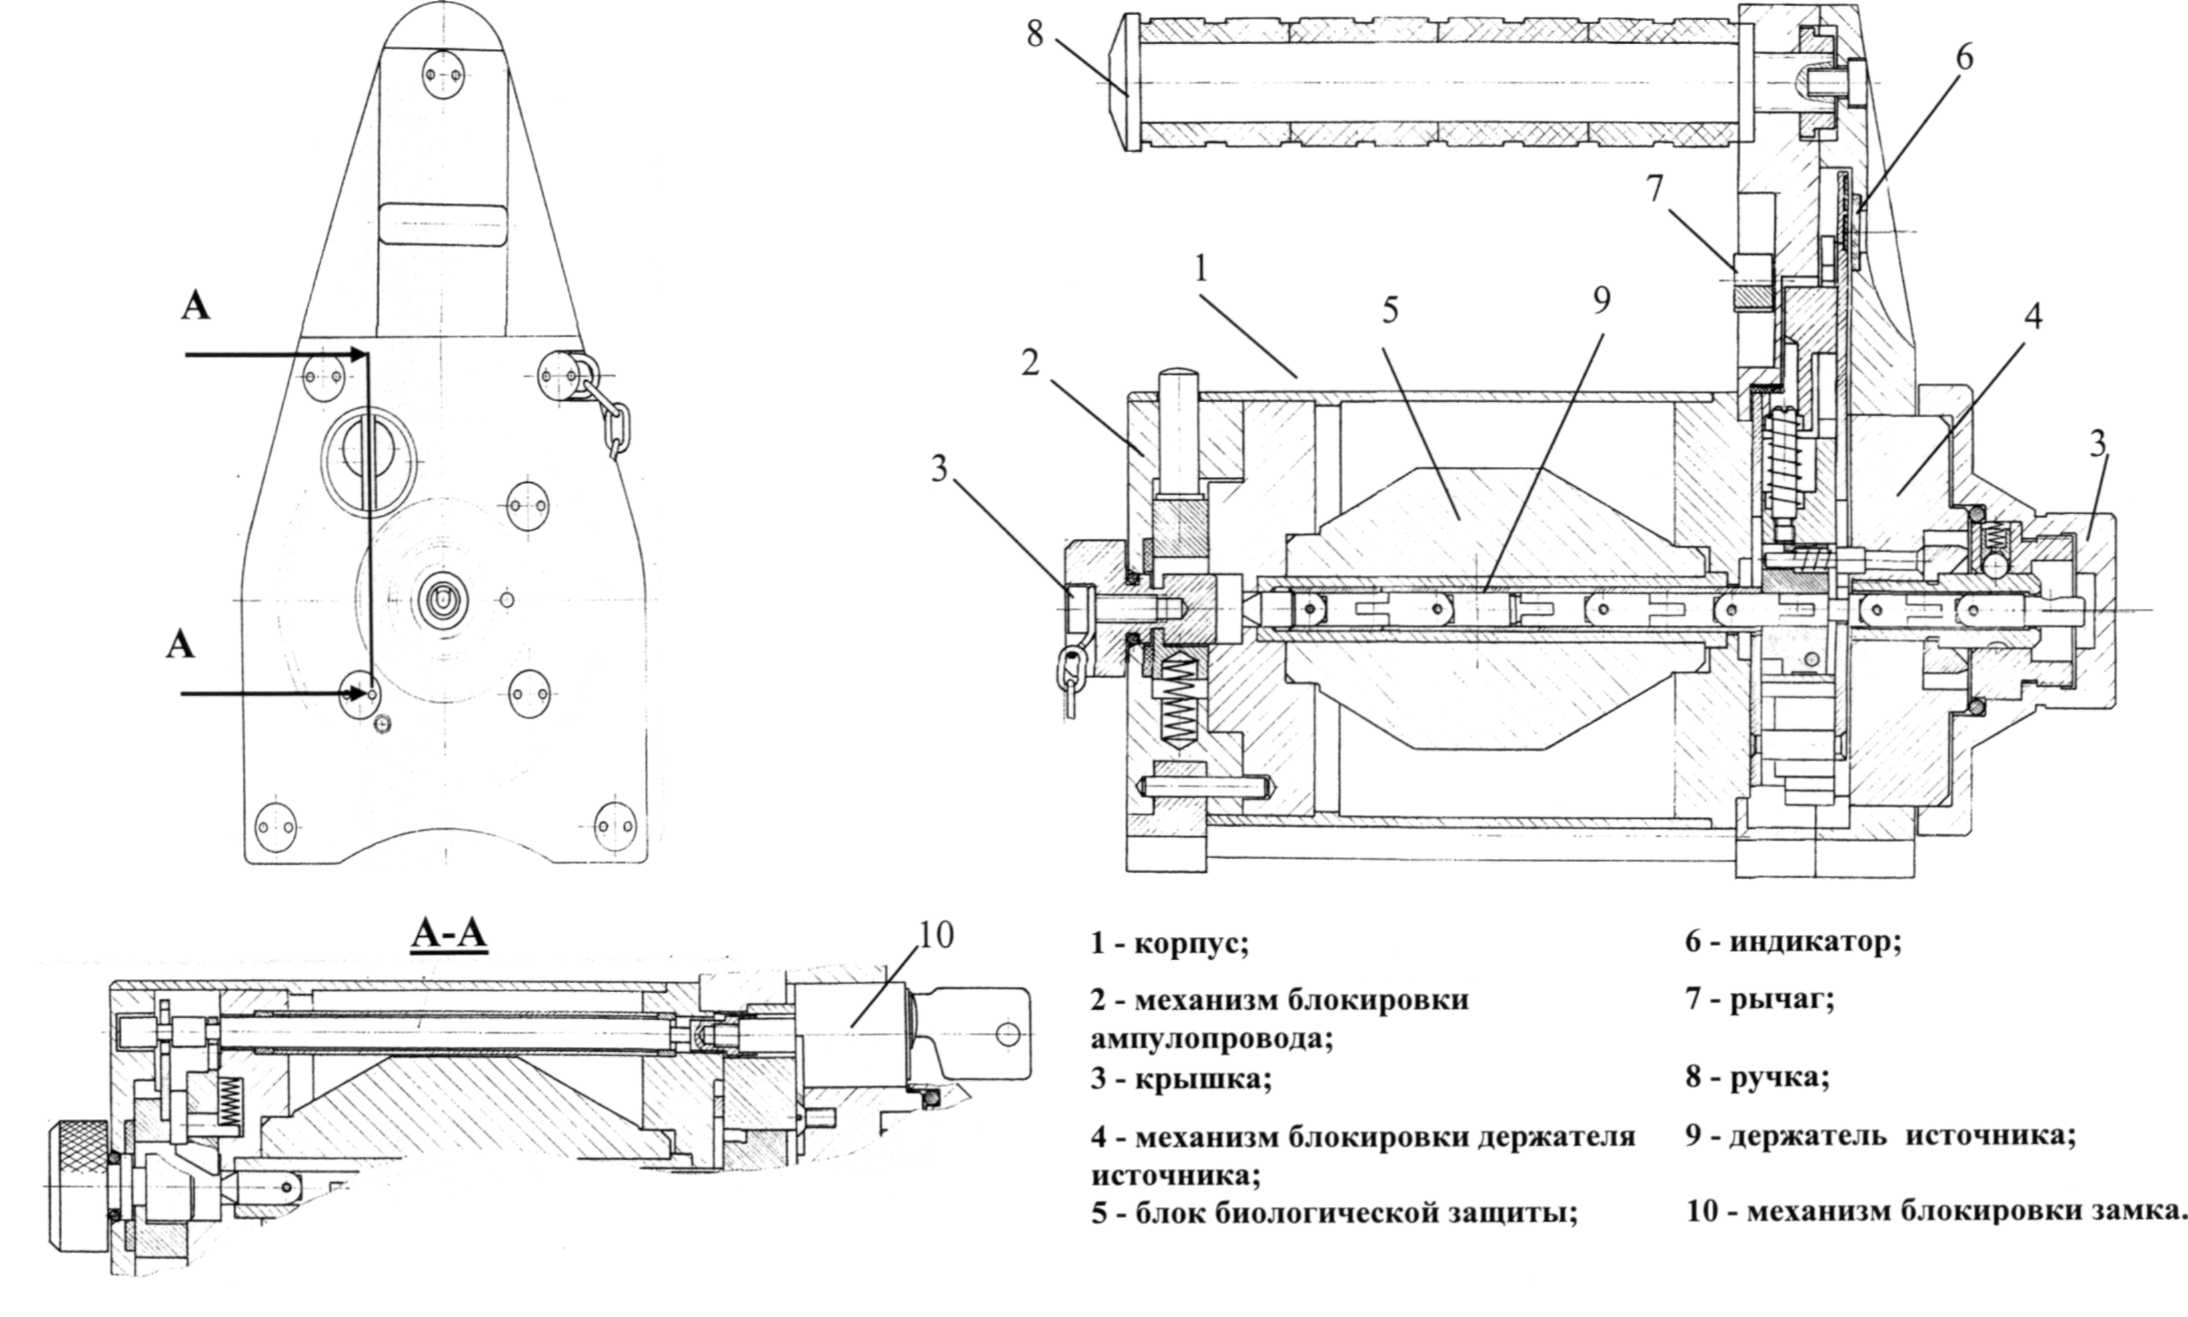 8
6
7
А
1
5
9
4
2
3
3
А
А-А
10
1 - корпус;
2 - механизм блокировки
ампулопровода;
3 - крышка;
4 - механизм блокировки держателя
источника;
5 - блок биологической защиты;
6 - индикатор;
7 - рычаг;
8 - ручка;
9 - держатель источника;
10 - механизм блокировки замка.